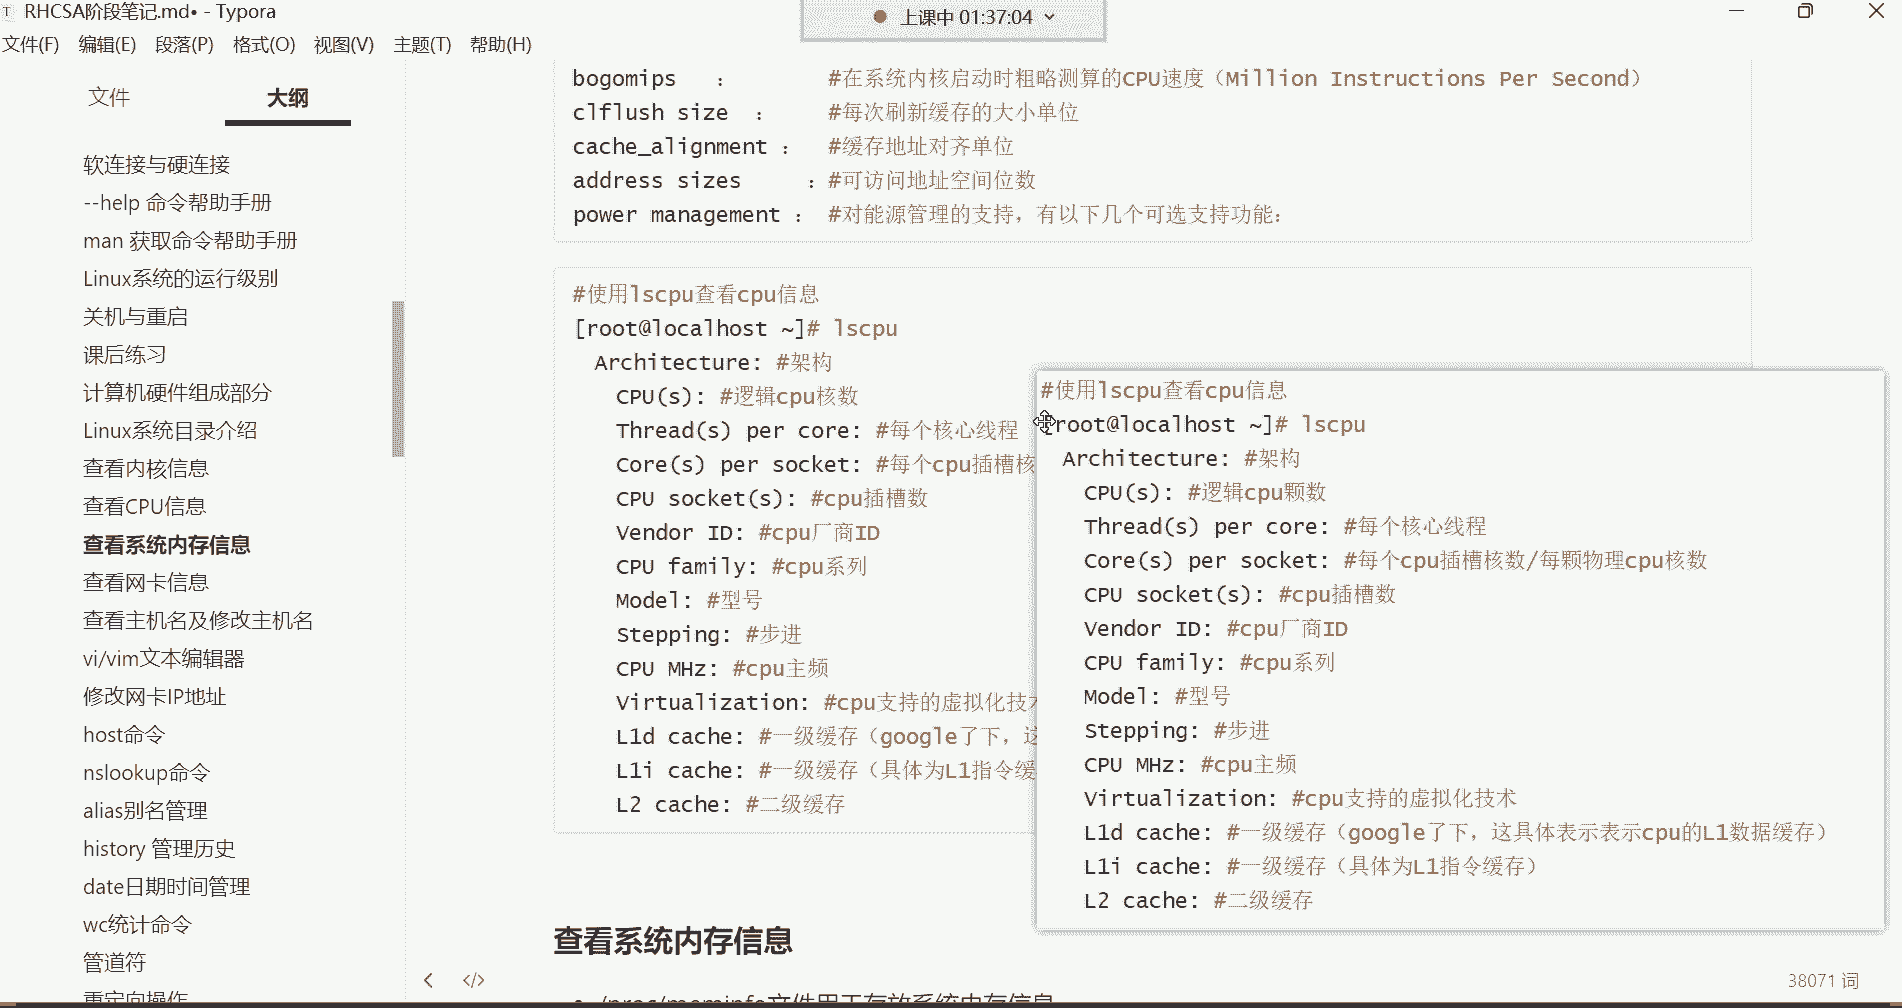 RHCSA阶段笔记.md• - Typora
上课中 01:37:04
文件(F) 编辑(E) 段落(P) 格式(O) 视图(V) 主题(T) 帮助(H)
文件 大纲
软连接与硬连接
--help 命令帮助手册
man 获取命令帮助手册
Linux系统的运行级别
关机与重启
课后练习
计算机硬件组成部分
Linux系统目录介绍
查看内核信息
查看CPU信息
查看系统内存信息
查看网卡信息
查看主机名及修改主机名
vi/vim文本编辑器
修改网卡IP地址
host命令
nslookup命令
alias别名管理
history 管理历史
date日期时间管理
wc统计命令
管道符
重定向操作
bogomips : #在系统内核启动时粗略测算的CPU速度（Million Instructions Per Second）
clflush size : #每次刷新缓存的大小单位
cache_alignment : #缓存地址对齐单位
address sizes : #可访问地址空间位数
power management : #对能源管理的支持，有以下几个可选支持功能：
#使用lscpu查看cpu信息
[root@localhost ~]# lscpu
Architecture: #架构
CPU(s): #逻辑cpu核数
Thread(s) per core: #每个核心线程
Core(s) per socket: #每个cpu插槽核
CPU socket(s): #cpu插槽数
Vendor ID: #cpu厂商ID
CPU family: #cpu系列
Model: #型号
Stepping: #步进
CPU MHz: #cpu主频
Virtualization: #cpu支持的虚拟化技
L1d cache: #一级缓存（google了下，这
L1i cache: #一级缓存（具体为L1指令缓
L2 cache: #二级缓存
#使用lscpu查看cpu信息
[root@localhost ~]# lscpu
Architecture: #架构
CPU(s): #逻辑cpu颗数
Thread(s) per core: #每个核心线程
Core(s) per socket: #每个cpu插槽核数/每颗物理cpu核数
CPU socket(s): #cpu插槽数
Vendor ID: #cpu厂商ID
CPU family: #cpu系列
Model: #型号
Stepping: #步进
CPU MHz: #cpu主频
Virtualization: #cpu支持的虚拟化技术
L1d cache: #一级缓存（google了下，这具体表示表示cpu的L1数据缓存）
L1i cache: #一级缓存（具体为L1指令缓存）
L2 cache: #二级缓存
查看系统内存信息
/proc/meminfo文件用于存放系统内存信息
38071 词